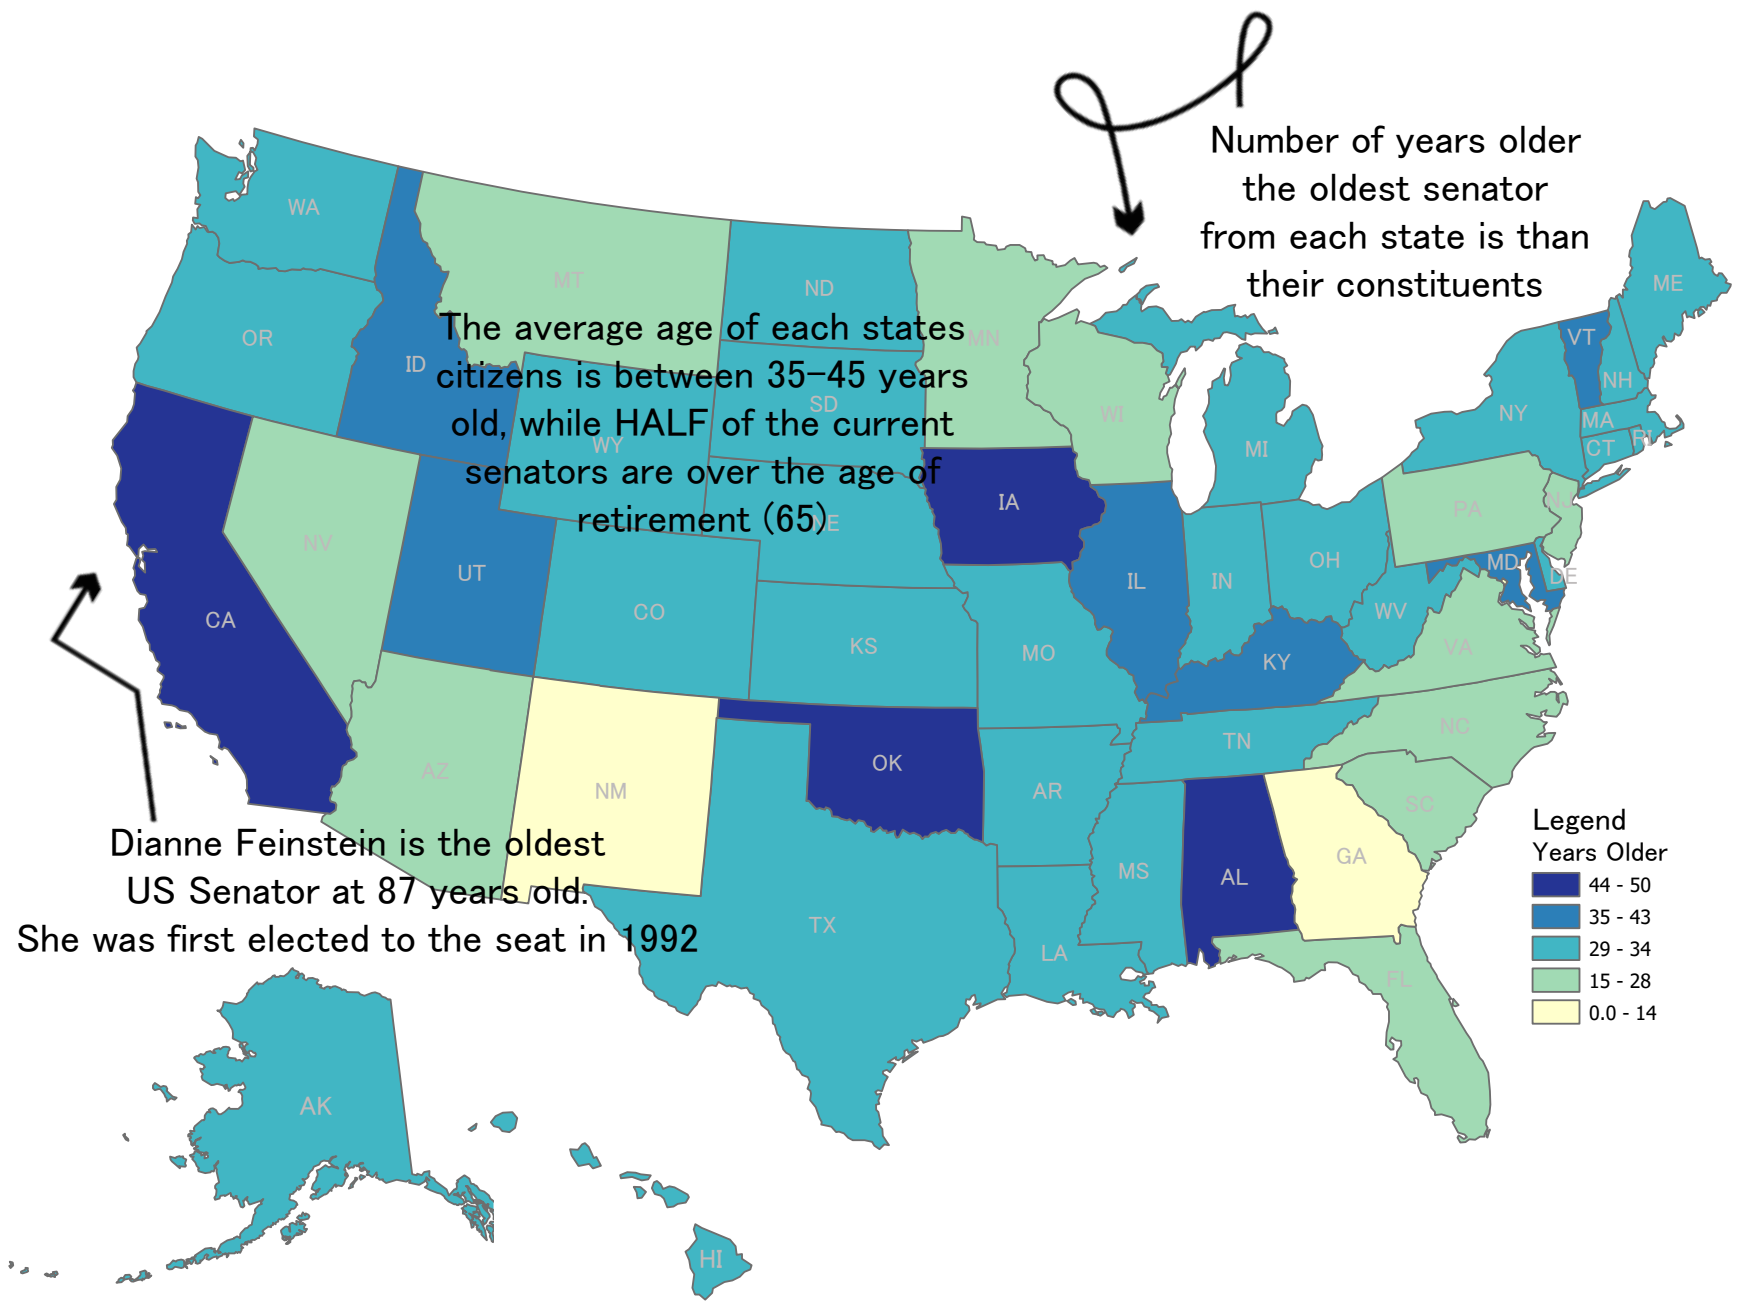 Number of years older
the oldest senator
from each state is than
their constituents
WA
MT
ND
ME
OR
ID
MN
VT
The average age of each states
citizens is between 35-45 years
old, while HALF of the current
senators are over the age of
retirement (65)
SD
WY
NE
WI
NH
NY
MA
CT
RI
MI
IA
PA
NJ
NV
UT
CO
CA
KS
MO
IL
IN
OH
MD
DE
WV
VA
KY
NC
TN
AZ
NM
OK
AR
SC
MS
AL
GA
TX
LA
FL
Dianne Feinstein is the oldest
US Senator at 87 years old.
She was first elected to the seat in 1992
Legend
Years Older
44 - 50
35 - 43
29 - 34
15 - 28
0.0 - 14
AK
HI